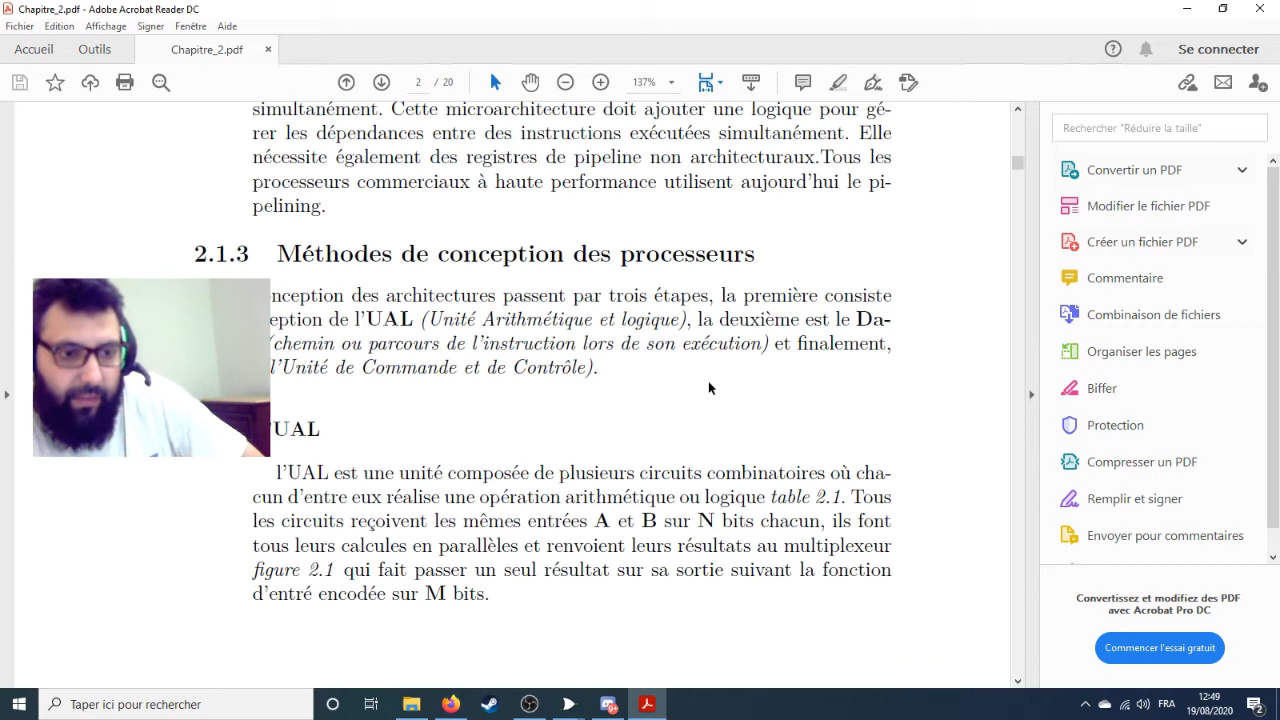 Chapitre_2.pdf - Adobe Acrobat Reader DC
Fichier Edition Affichage Signer Fenêtre Aide
Accueil Outils Chapitre_2.pdf × Se connecter
2 / 20 137%
simultanément. Cette microarchitecture doit ajouter une logique pour gé-
rer les dépendances entre des instructions exécutées simultanément. Elle
nécessite également des registres de pipeline non architecturaux.Tous les
processeurs commerciaux à haute performance utilisent aujourd'hui le pi-
pelining.
2.1.3 Méthodes de conception des processeurs
nception des architectures passent par trois étapes, la première consiste
eption de l'UAL (Unité Arithmétique et logique), la deuxième est le Da-
(chemin ou parcours de l'instruction lors de son exécution) et finalement,
l'Unité de Commande et de Contrôle).
'UAL
l'UAL est une unité composée de plusieurs circuits combinatoires où cha-
cun d'entre eux réalise une opération arithmétique ou logique table 2.1. Tous
les circuits reçoivent les mêmes entrées A et B sur N bits chacun, ils font
tous leurs calcules en parallèles et renvoient leurs résultats au multiplexeur
figure 2.1 qui fait passer un seul résultat sur sa sortie suivant la fonction
d'entré encodée sur M bits.
Rechercher "Réduire la taille"
Convertir un PDF
Modifier le fichier PDF
Créer un fichier PDF
Commentaire
Combinaison de fichiers
Organiser les pages
Biffer
Protection
Compresser un PDF
Remplir et signer
Envoyer pour commentaires
Convertissez et modifiez des PDF
avec Acrobat Pro DC
Commencer l'essai gratuit
Taper ici pour rechercher
FRA
12:49
19/08/2020